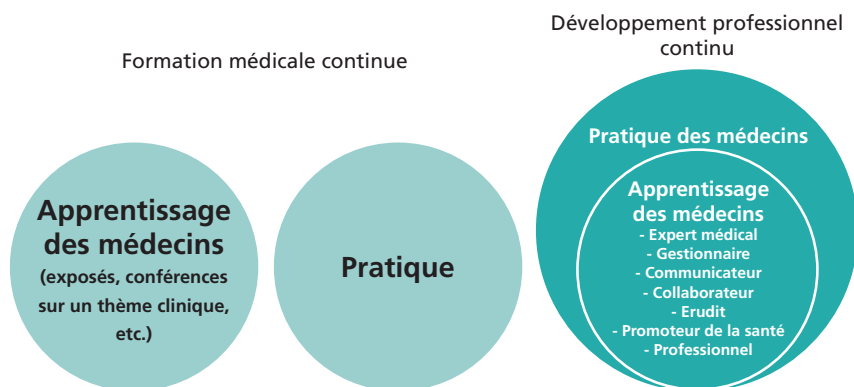 Formation médicale continue
Apprentissage
des médecins
(exposés, conférences
sur un thème clinique,
etc.)
Pratique
Développement professionnel
continu
Pratique des médecins
Apprentissage
des médecins
- Expert médical
- Gestionnaire
- Communicateur
- Collaborateur
- Erudit
- Promoteur de la santé
- Professionnel